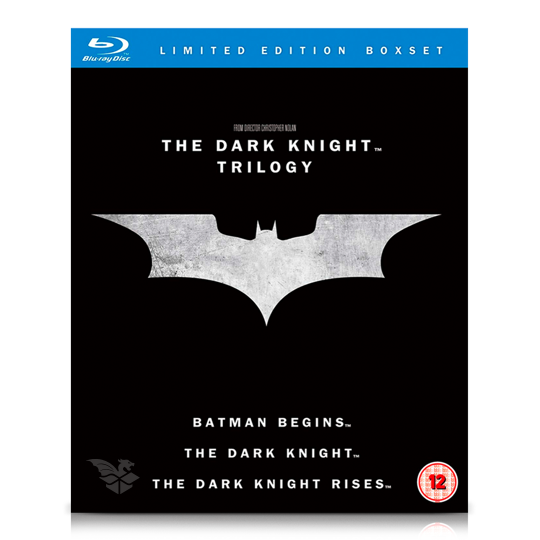 Blu-ray Disc
LIMITED EDITION BOXSET
FROM DIRECTOR CHRISTOPHER NOLAN
THE DARK KNIGHT™
TRILOGY
BATMAN BEGINS™
THE DARK KNIGHT™
THE DARK KNIGHT RISES™
12